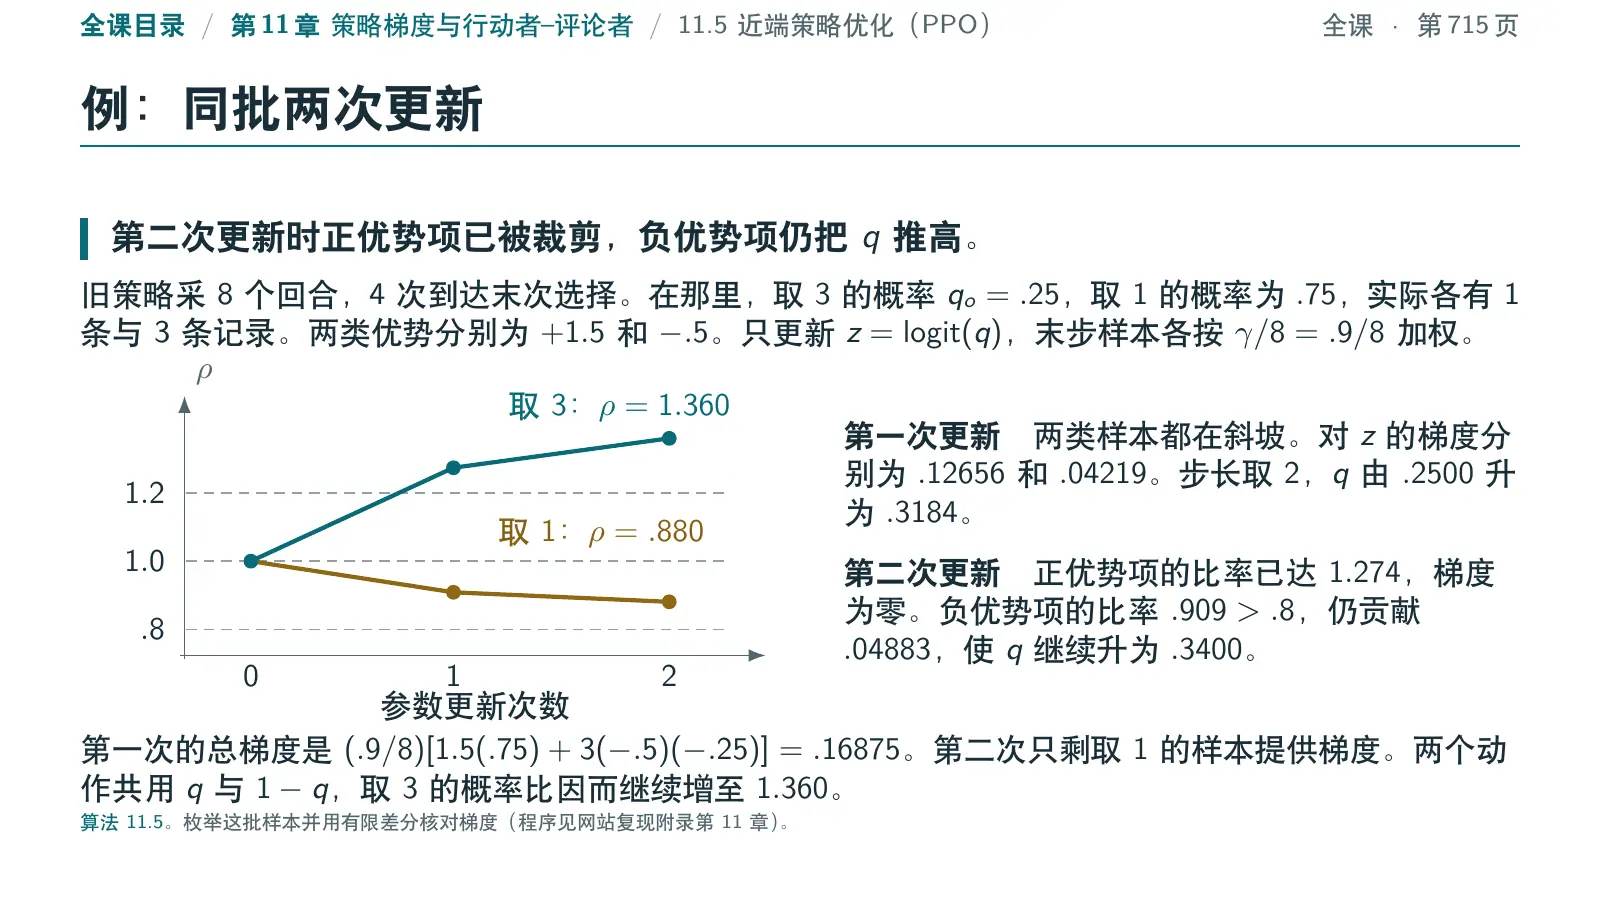 全课目录 / 第 11 章 策略梯度与行动者–评论者 / 11.5 近端策略优化（PPO） 全课 · 第 715 页
例：同批两次更新
第二次更新时正优势项已被裁剪，负优势项仍把 q 推高。
旧策略采 8 个回合，4 次到达末次选择。在那里，取 3 的概率 qₒ = .25，取 1 的概率为 .75，实际各有 1
条与 3 条记录。两类优势分别为 +1.5 和 −.5。只更新 z = logit(q)，末步样本各按 γ/8 = .9/8 加权。
ρ
取 3：ρ = 1.360
1.2
取 1：ρ = .880
1.0
.8
0 1 2
参数更新次数
第一次更新 两类样本都在斜坡。对 z 的梯度分
别为 .12656 和 .04219。步长取 2，q 由 .2500 升
为 .3184。
第二次更新 正优势项的比率已达 1.274，梯度
为零。负优势项的比率 .909 > .8，仍贡献
.04883，使 q 继续升为 .3400。
第一次的总梯度是 (.9/8)[1.5(.75) + 3(−.5)(−.25)] = .16875。第二次只剩取 1 的样本提供梯度。两个动
作共用 q 与 1 − q，取 3 的概率比因而继续增至 1.360。
算法 11.5。枚举这批样本并用有限差分核对梯度（程序见网站复现附录第 11 章）。